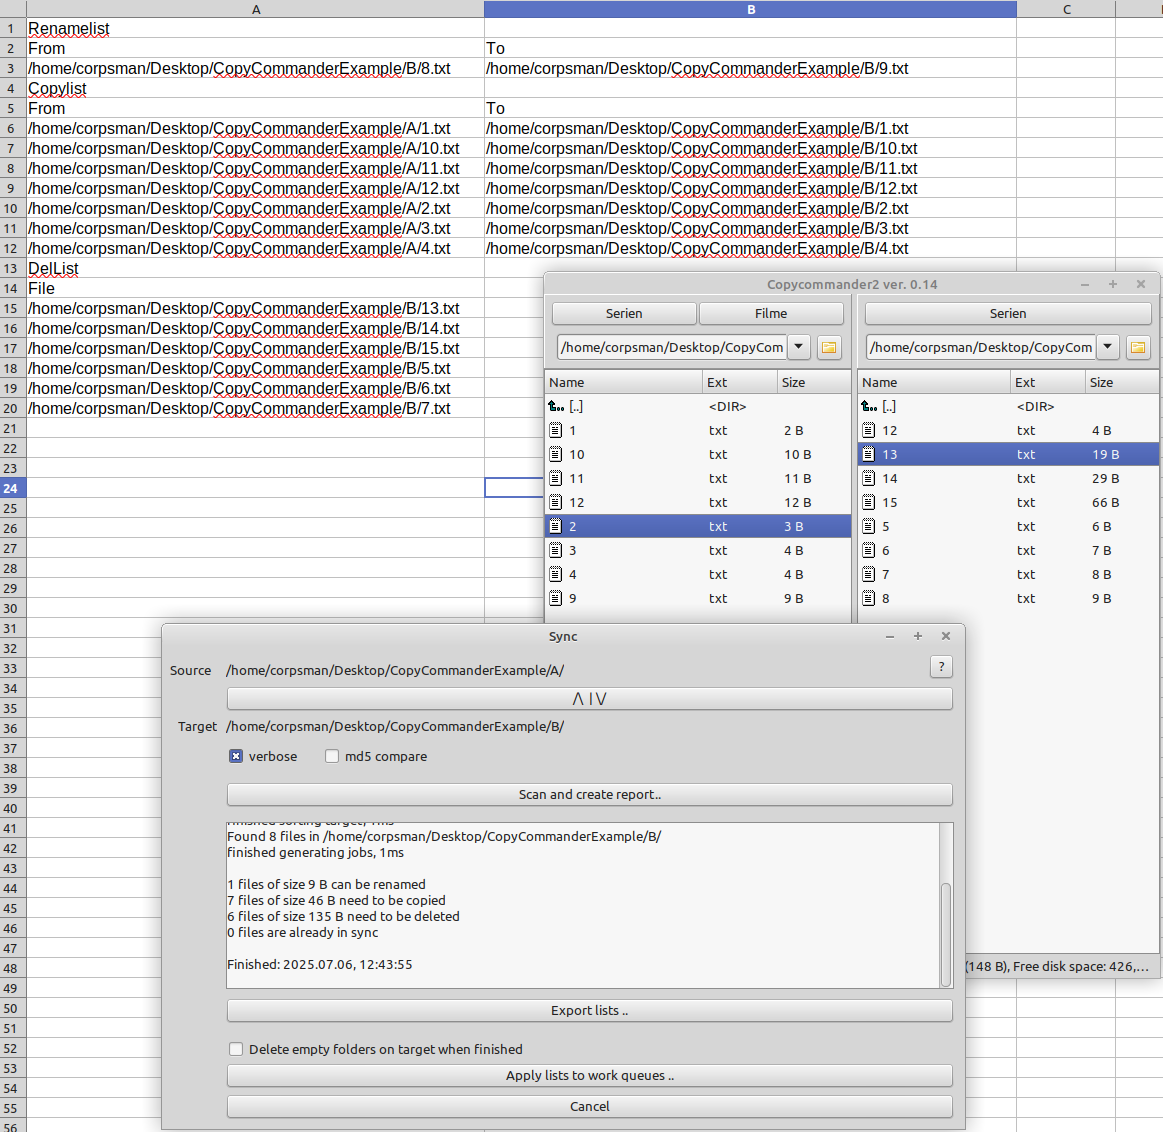 A B C
1 Renamelist
2 From To
3 /home/corpsman/Desktop/CopyCommanderExample/B/8.txt /home/corpsman/Desktop/CopyCommanderExample/B/9.txt
4 Copylist
5 From To
6 /home/corpsman/Desktop/CopyCommanderExample/A/1.txt /home/corpsman/Desktop/CopyCommanderExample/B/1.txt
7 /home/corpsman/Desktop/CopyCommanderExample/A/10.txt /home/corpsman/Desktop/CopyCommanderExample/B/10.txt
8 /home/corpsman/Desktop/CopyCommanderExample/A/11.txt /home/corpsman/Desktop/CopyCommanderExample/B/11.txt
9 /home/corpsman/Desktop/CopyCommanderExample/A/12.txt /home/corpsman/Desktop/CopyCommanderExample/B/12.txt
10 /home/corpsman/Desktop/CopyCommanderExample/A/2.txt /home/corpsman/Desktop/CopyCommanderExample/B/2.txt
11 /home/corpsman/Desktop/CopyCommanderExample/A/3.txt /home/corpsman/Desktop/CopyCommanderExample/B/3.txt
12 /home/corpsman/Desktop/CopyCommanderExample/A/4.txt /home/corpsman/Desktop/CopyCommanderExample/B/4.txt
13 DelList
14 File
15 /home/corpsman/Desktop/CopyCommanderExample/B/13.txt
16 /home/corpsman/Desktop/CopyCommanderExample/B/14.txt
17 /home/corpsman/Desktop/CopyCommanderExample/B/15.txt
18 /home/corpsman/Desktop/CopyCommanderExample/B/5.txt
19 /home/corpsman/Desktop/CopyCommanderExample/B/6.txt
20 /home/corpsman/Desktop/CopyCommanderExample/B/7.txt
21
22
23
24
25
26
27
28
29
30
31
32
33
34
35
36
37
38
39
40
41
42
43
44
45
46
47
48
49
50
51
52
53
54
55
56
Copycommander2 ver. 0.14
Serien Filme
/home/corpsman/Desktop/CopyCom
Name Ext Size
[..] <DIR>
1 txt 2 B
10 txt 10 B
11 txt 11 B
12 txt 12 B
2 txt 3 B
3 txt 4 B
4 txt 4 B
9 txt 9 B
Serien
/home/corpsman/Desktop/CopyCom
Name Ext Size
[..] <DIR>
12 txt 4 B
13 txt 19 B
14 txt 29 B
15 txt 66 B
5 txt 6 B
6 txt 7 B
7 txt 8 B
8 txt 9 B
(148 B), Free disk space: 426,...
Sync
Source /home/corpsman/Desktop/CopyCommanderExample/A/
?
/\ | \/
Target /home/corpsman/Desktop/CopyCommanderExample/B/
verbose md5 compare
Scan and create report..
finished sorting target, 1ms
Found 8 files in /home/corpsman/Desktop/CopyCommanderExample/B/
finished generating jobs, 1ms
1 files of size 9 B can be renamed
7 files of size 46 B need to be copied
6 files of size 135 B need to be deleted
0 files are already in sync
Finished: 2025.07.06, 12:43:55
Export lists ..
Delete empty folders on target when finished
Apply lists to work queues ..
Cancel